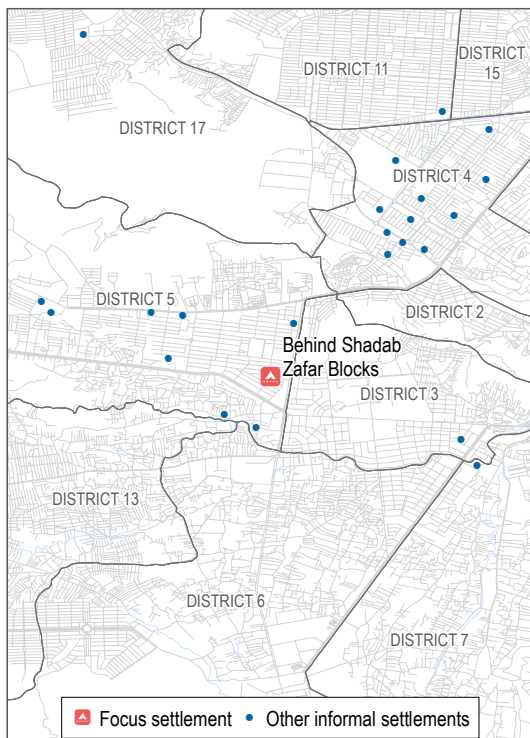 DISTRICT 11
DISTRICT
15
DISTRICT 17
DISTRICT 4
DISTRICT 5
DISTRICT 2
Behind Shadab
Zafar Blocks
DISTRICT 3
DISTRICT 13
DISTRICT 6
DISTRICT 7
Focus settlement
Other informal settlements